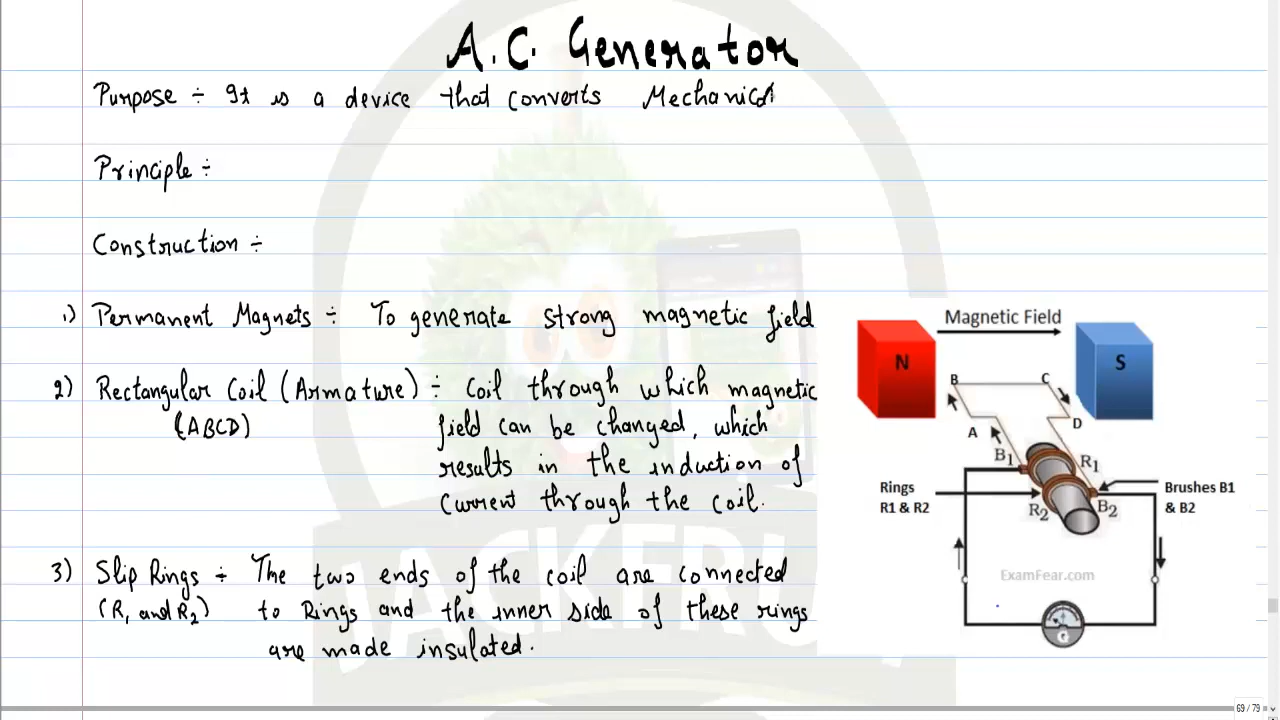 A.C. Generator
Purpose ÷ It is a device that converts Mechanical
Principle ÷
Construction ÷
1) Permanent Magnets ÷ To generate strong magnetic field
2) Rectangular Coil (Armature) ÷ Coil through which magnetic
(ABCD) field can be changed, which
results in the induction of
current through the coil.
3) Slip Rings ÷ The two ends of the coil are connected
(R1 and R2) to Rings and the inner side of these rings
are made insulated.
Magnetic Field
N
S
B
C
A
D
B1
R1
Rings
R1 & R2
R2
B2
Brushes B1
& B2
ExamFear.com
G
69 / 79